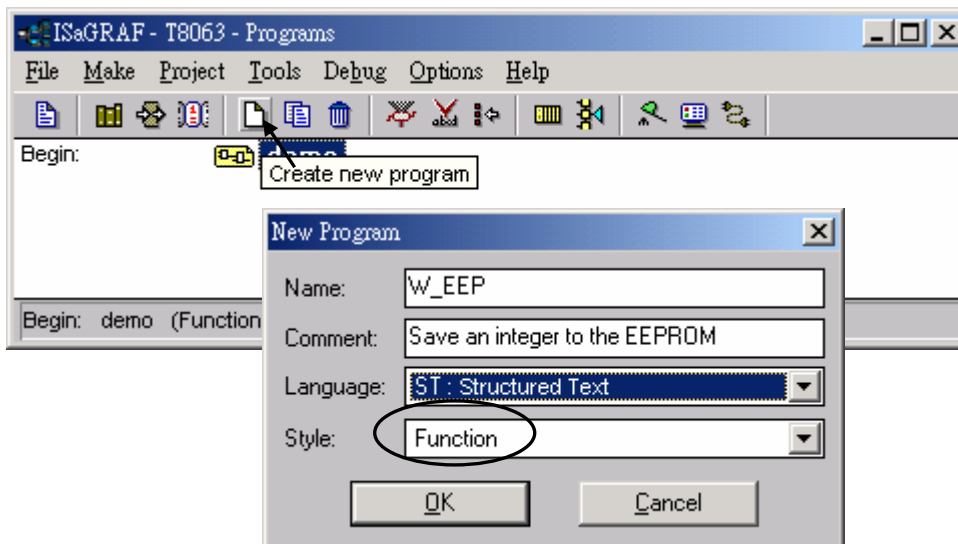 ISaGRAF - T8063 - Programs
File Make Project Tools Debug Options Help
Begin: demo
Create new program
New Program
Name: W_EEP
Begin: demo (Function
Comment: Save an integer to the EEPROM
Language: ST : Structured Text
Style: Function
OK Cancel